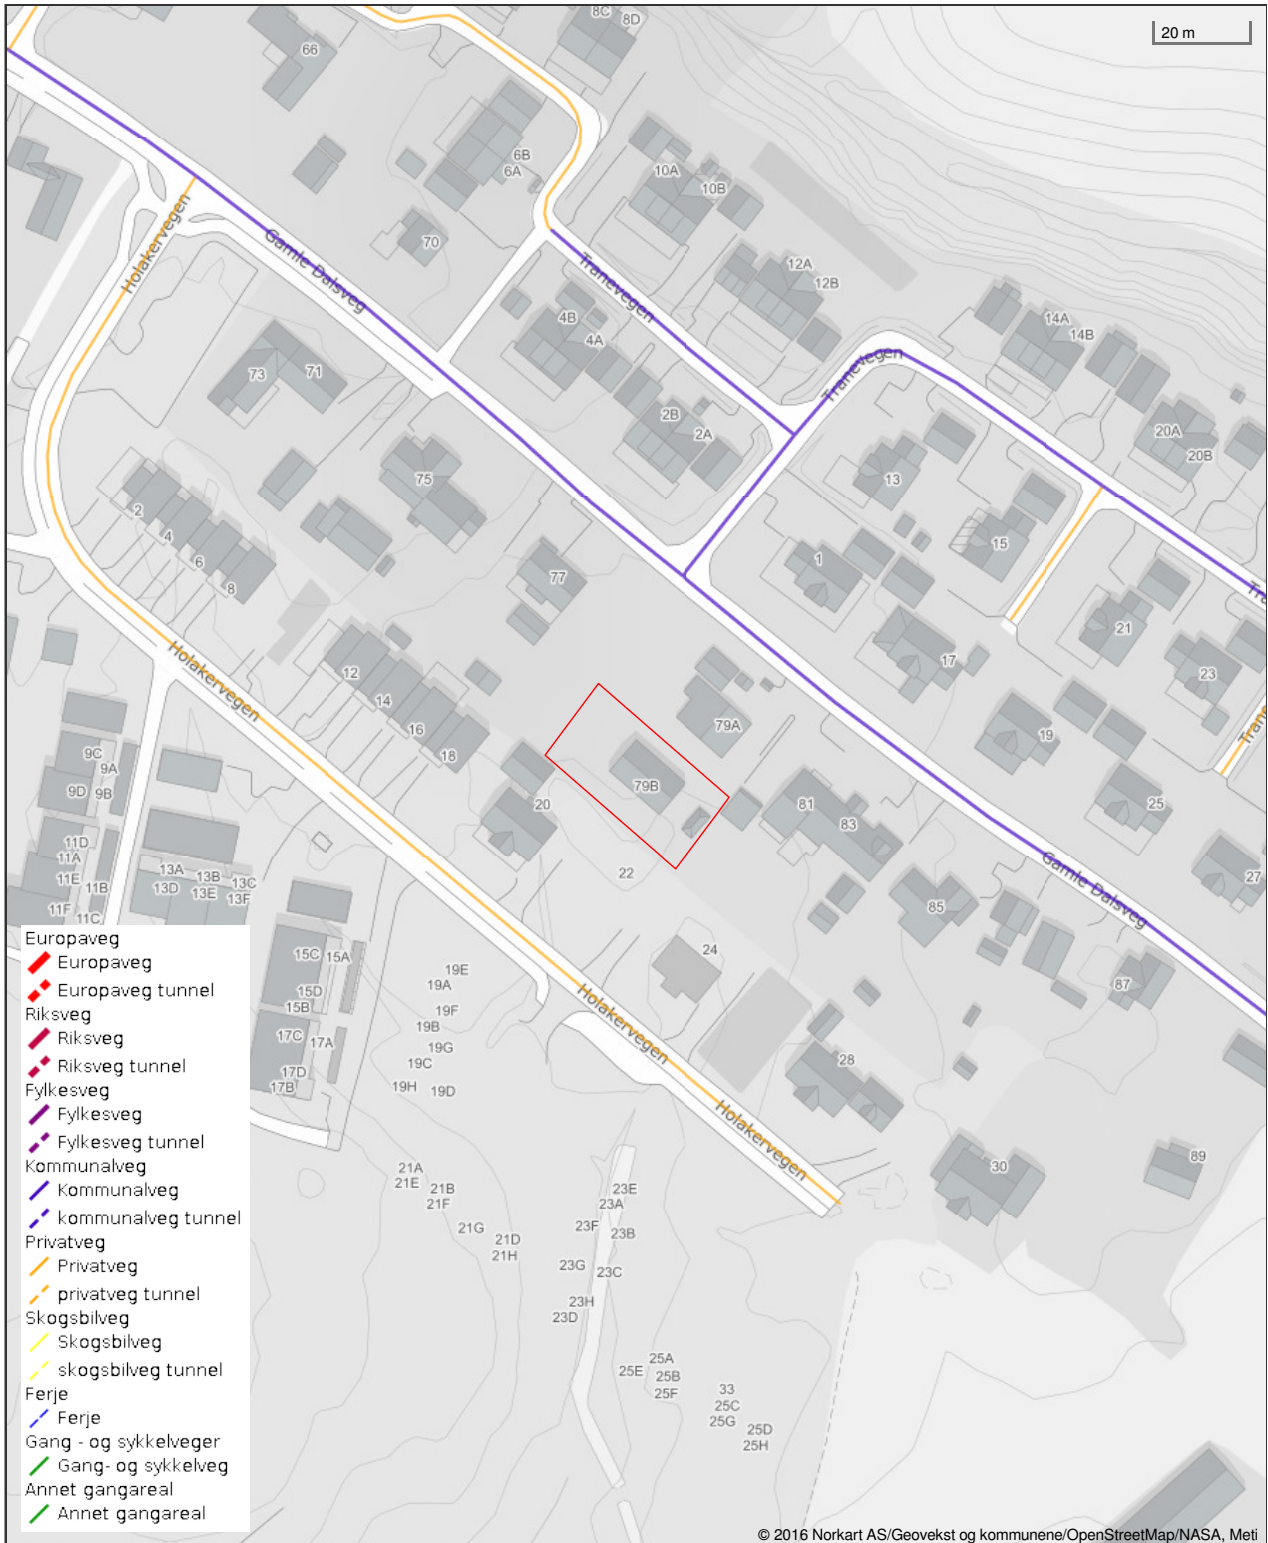 8C
8D
20 m
66
6B
6A
10A
10B
70
Holakervegen
Gamle Dalsveg
Tranevegen
12A
12B
4B
4A
14A
14B
Tranevegen
73
71
2B
2A
20A
20B
75
13
2
4
6
8
15
1
77
Tra
21
17
23
Holakervegen
12
14
16
18
79A
19
Trane
9C
9A
9D
9B
79B
20
81
83
25
11D
11A
11E
11B
11F
11C
13A
13B
13C
13D
13E
13F
22
Gamle Dalsveg
27
85
24
87
15C
15A
15D
15B
17C
17A
17D
17B
19E
19A
19F
19B
19G
19C
19H
19D
Holakervegen
28
Holakervegen
30
89
21A
21E
21B
21F
21G
21D
21H
23E
23A
23F
23B
23G
23C
23H
23D
25A
25E
25B
25F
33
25C
25G
25D
25H
Europaveg
Europaveg
Europaveg tunnel
Riksveg
Riksveg
Riksveg tunnel
Fylkesveg
Fylkesveg
Fylkesveg tunnel
Kommunalveg
Kommunalveg
kommunalveg tunnel
Privatveg
Privatveg
privatveg tunnel
Skogsbilveg
Skogsbilveg
skogsbilveg tunnel
Ferje
Ferje
Gang - og sykkelveger
Gang- og sykkelveg
Annet gangareal
Annet gangareal
© 2016 Norkart AS/Geovekst og kommunene/OpenStreetMap/NASA, Meti